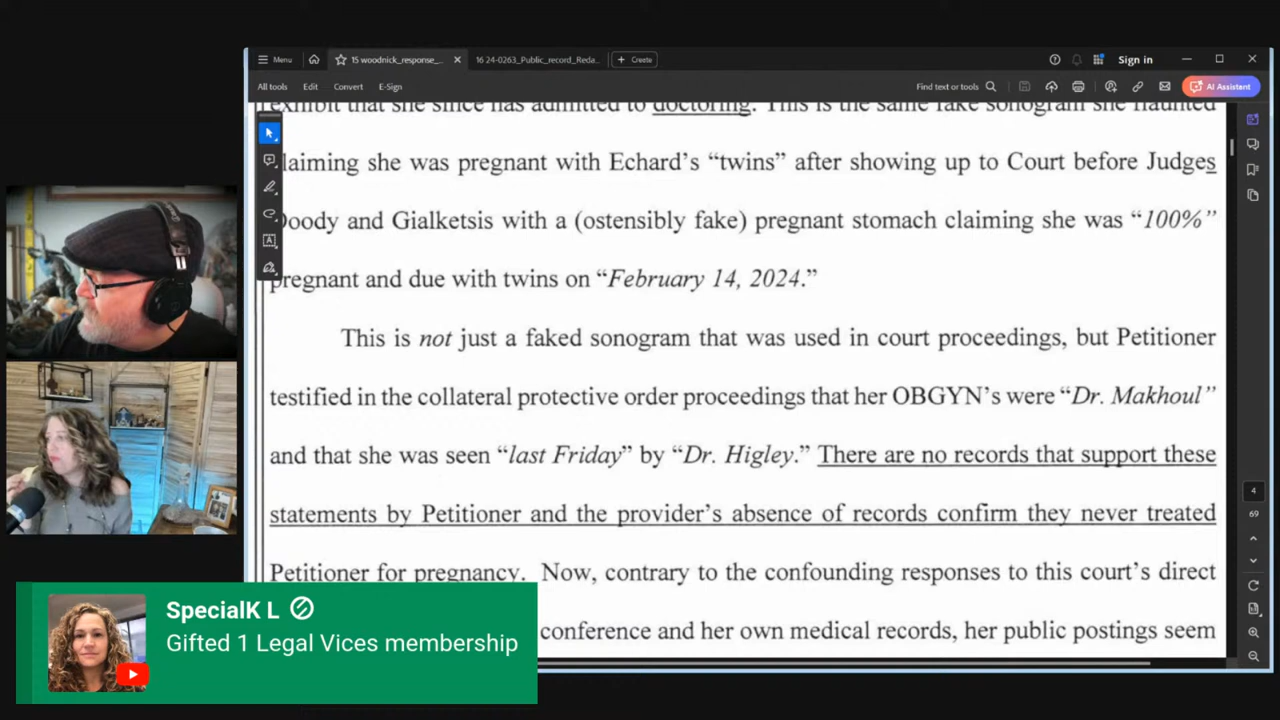 Menu
15 woodnick_response_...
16 24-0263_Public_record_Reda...
Create
Sign in
All tools
Edit
Convert
E-Sign
Find text or tools
AI Assistant
exhibit that she since has admitted to doctoring. This is the same fake sonogram she flaunted
claiming she was pregnant with Echard's “twins” after showing up to Court before Judges
Doody and Gialketsis with a (ostensibly fake) pregnant stomach claiming she was “100%”
pregnant and due with twins on “February 14, 2024.”
This is not just a faked sonogram that was used in court proceedings, but Petitioner
testified in the collateral protective order proceedings that her OBGYN's were “Dr. Makhoul”
and that she was seen “last Friday” by “Dr. Higley.” There are no records that support these
statements by Petitioner and the provider's absence of records confirm they never treated
Petitioner for pregnancy. Now, contrary to the confounding responses to this court's direct
conference and her own medical records, her public postings seem
4
69
SpecialK L
Gifted 1 Legal Vices membership